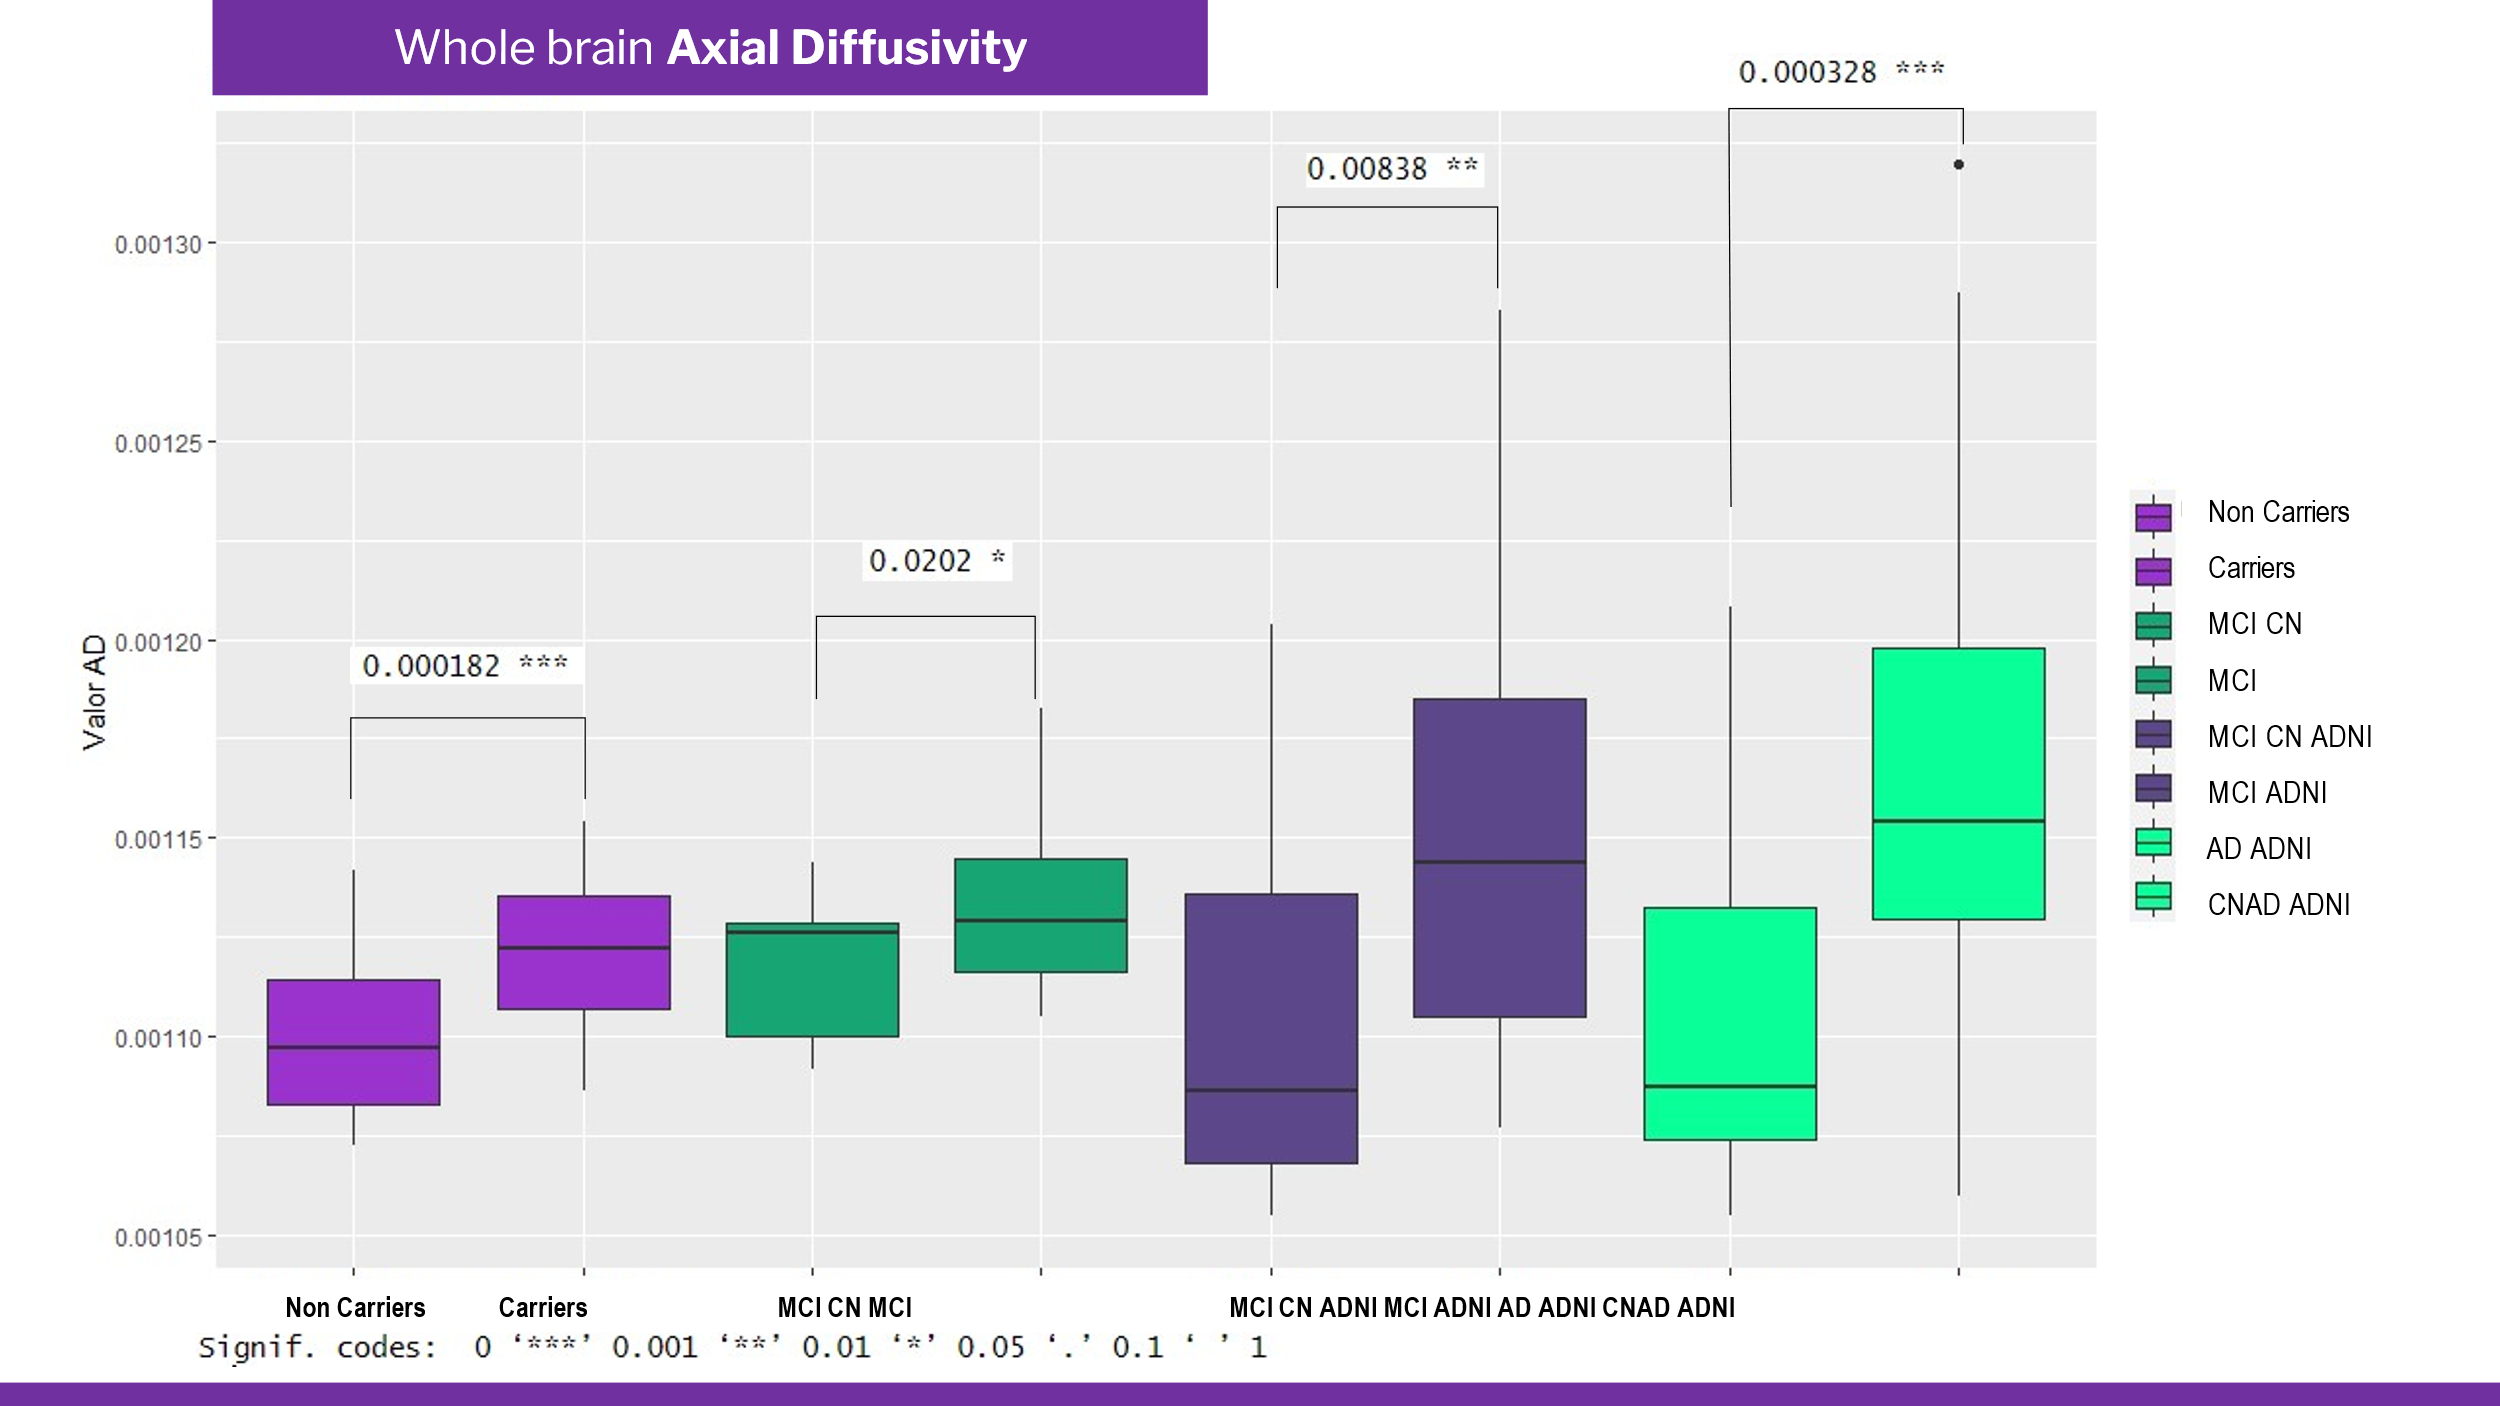 Whole brain Axial Diffusivity
0.000328 ***
0.00838 **
0.00130
0.00125
0.0202 *
0.00120
0.000182 ***
Valor AD
0.00115
0.00110
0.00105
Non Carriers
Carriers
MCI CN
MCI
MCI CN ADNI
MCI ADNI
AD ADNI
CNAD ADNI
Non Carriers Carriers MCI CN MCI MCI CN ADNI MCI ADNI AD ADNI CNAD ADNI
Signif. codes: 0 ‘***’ 0.001 ‘**’ 0.01 ‘*’ 0.05 ‘.’ 0.1 ‘ ’ 1